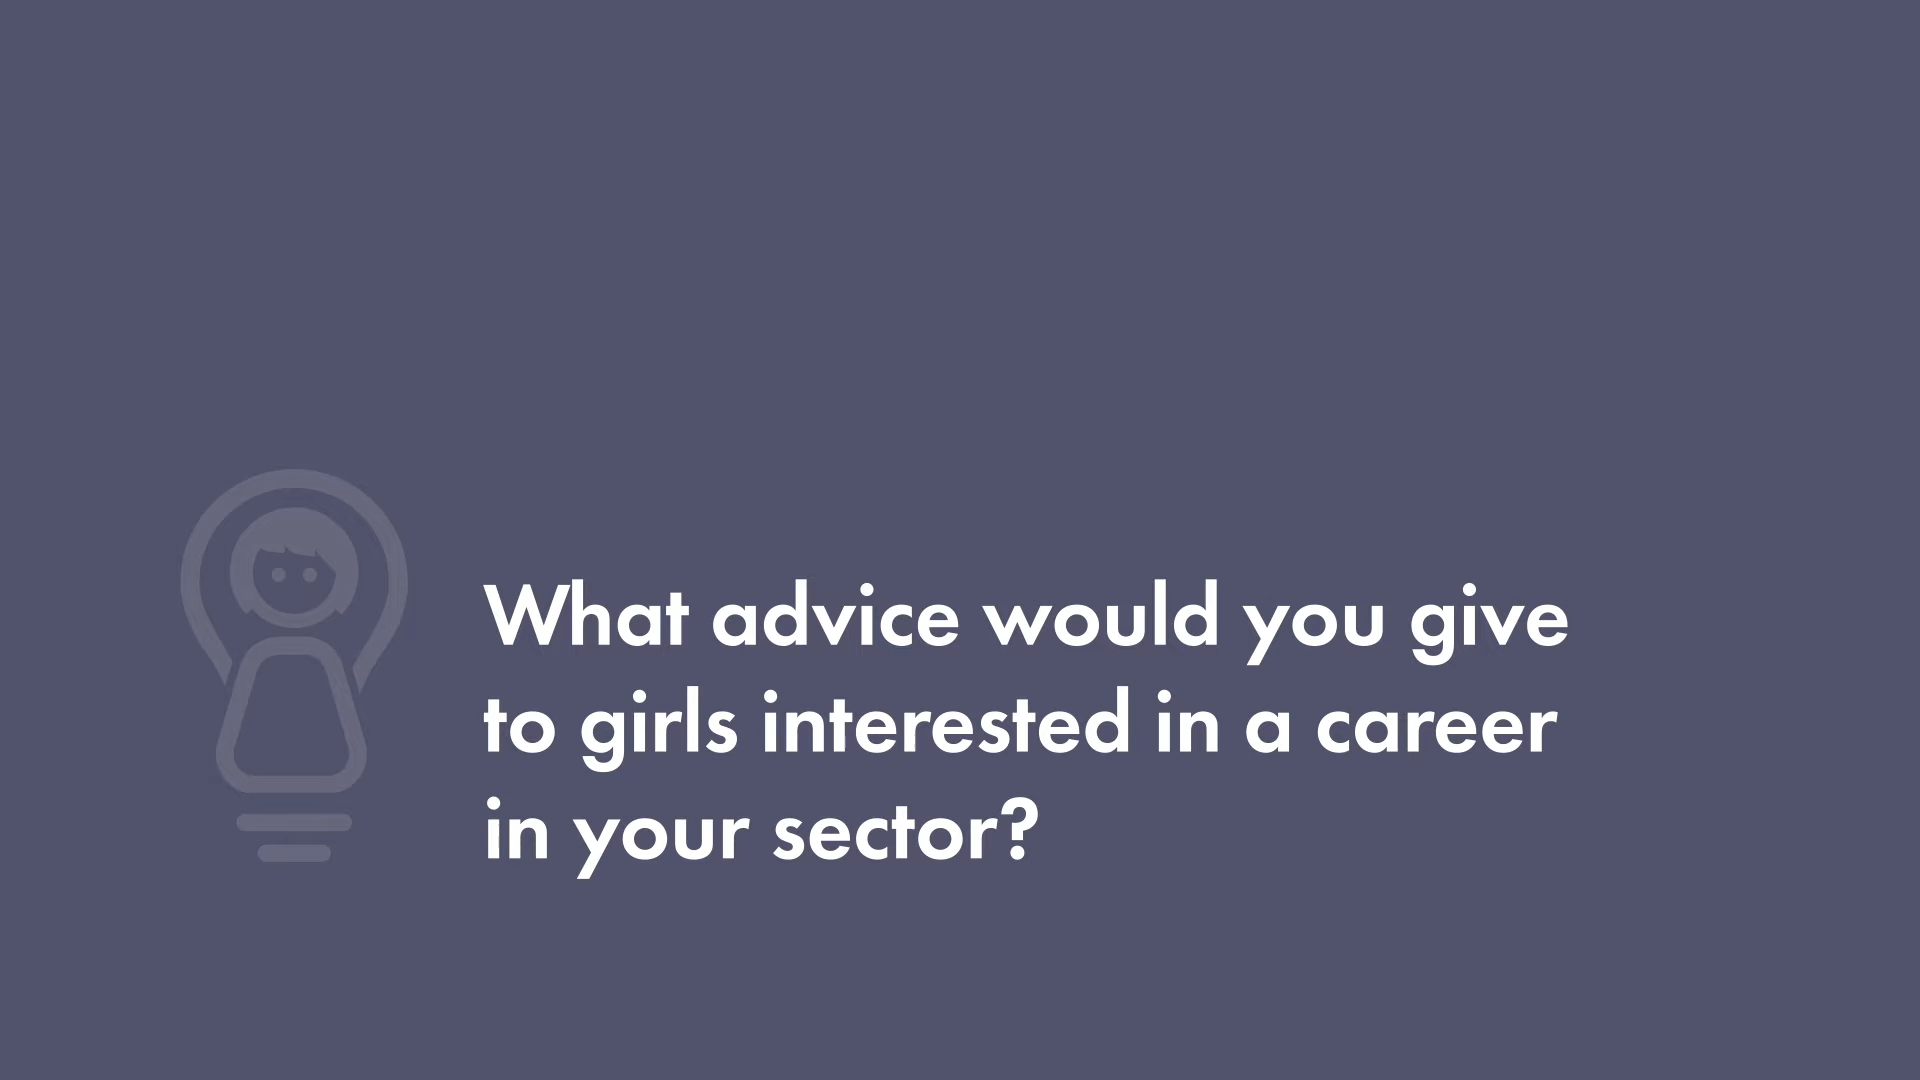 What advice would you give
to girls interested in a career
in your sector?